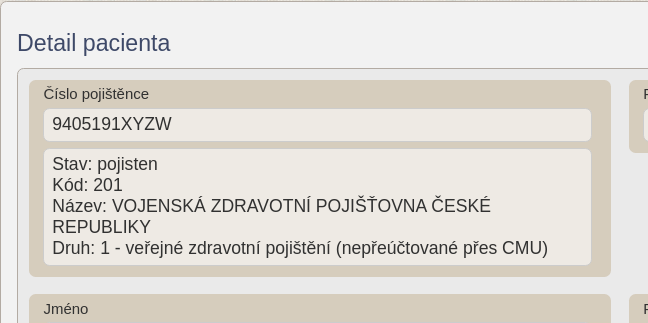 Detail pacienta
Číslo pojištěnce
9405191XYZW
Stav: pojisten
Kód: 201
Název: VOJENSKÁ ZDRAVOTNÍ POJIŠŤOVNA ČESKÉ
REPUBLIKY
Druh: 1 - veřejné zdravotní pojištění (nepřeúčtované přes CMU)
Jméno